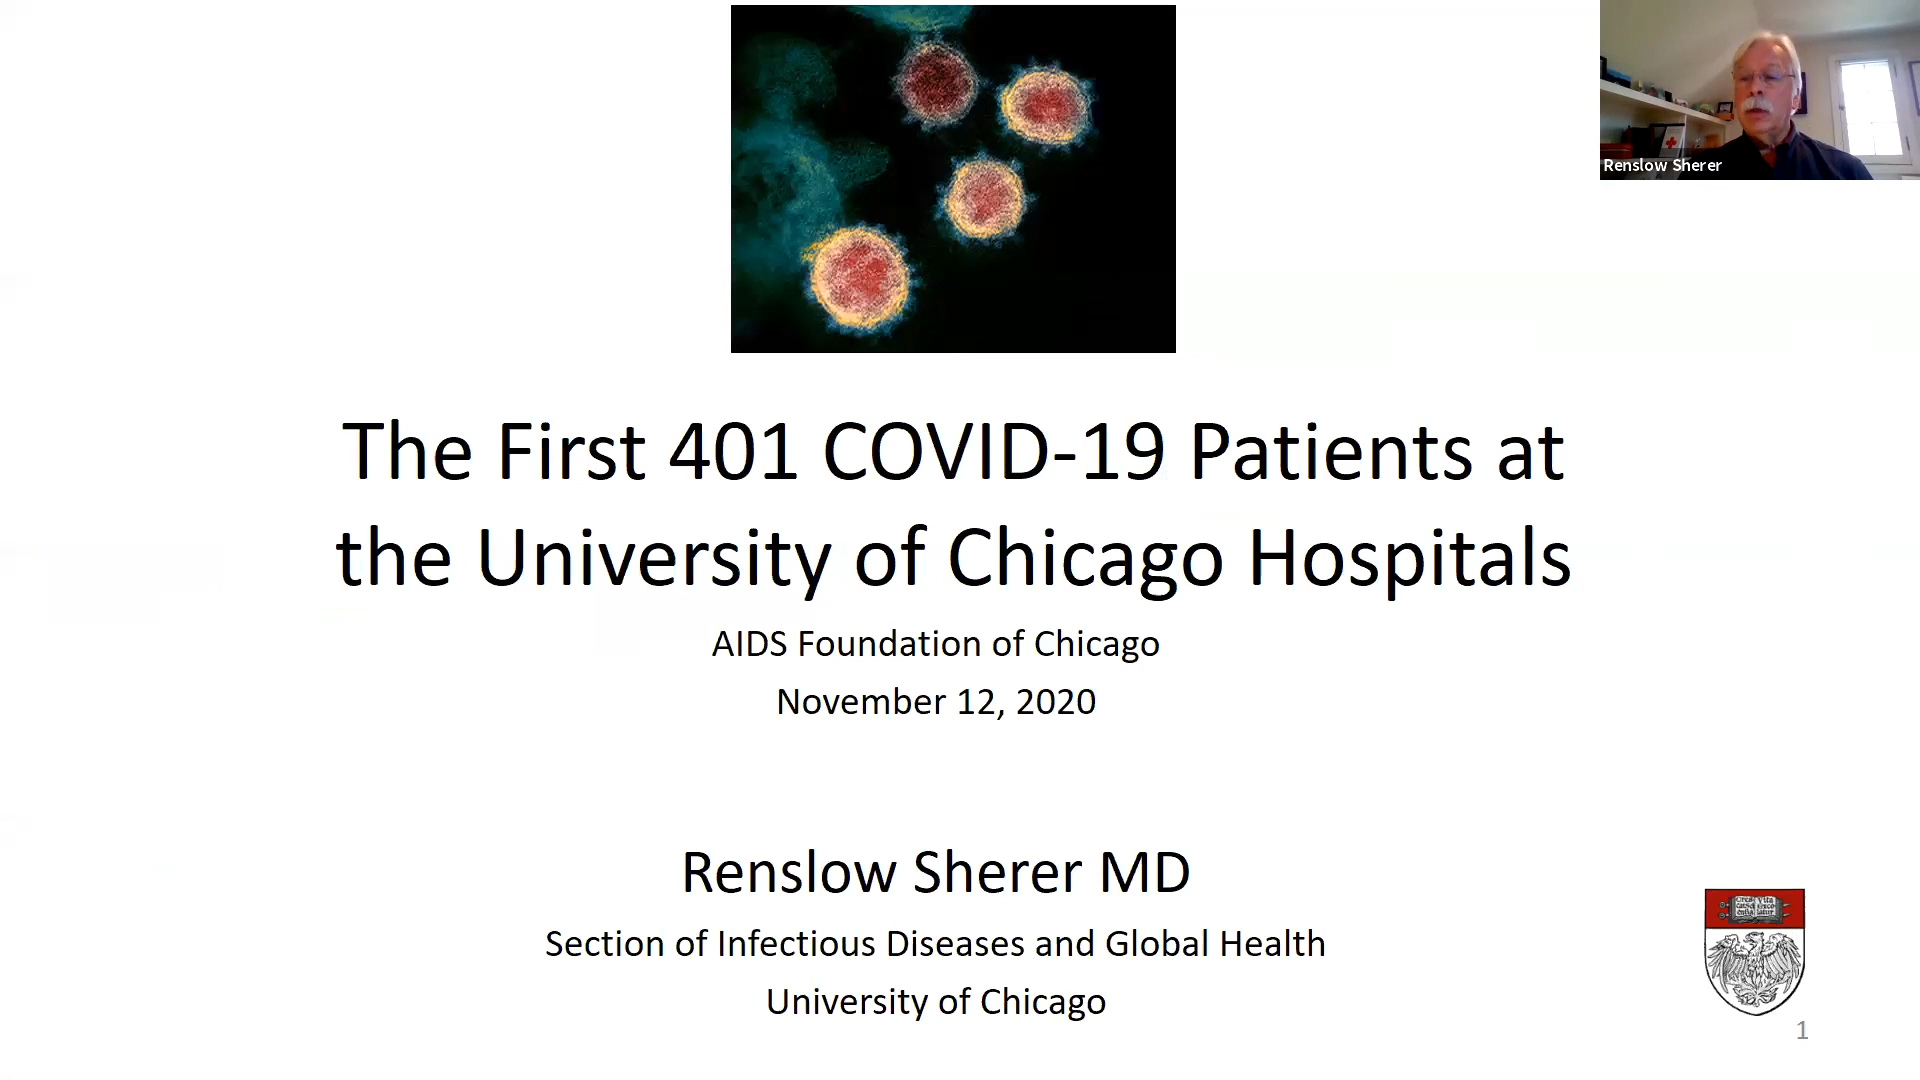 Renslow Sherer
The First 401 COVID-19 Patients at
the University of Chicago Hospitals
AIDS Foundation of Chicago
November 12, 2020
Renslow Sherer MD
Section of Infectious Diseases and Global Health
University of Chicago
1